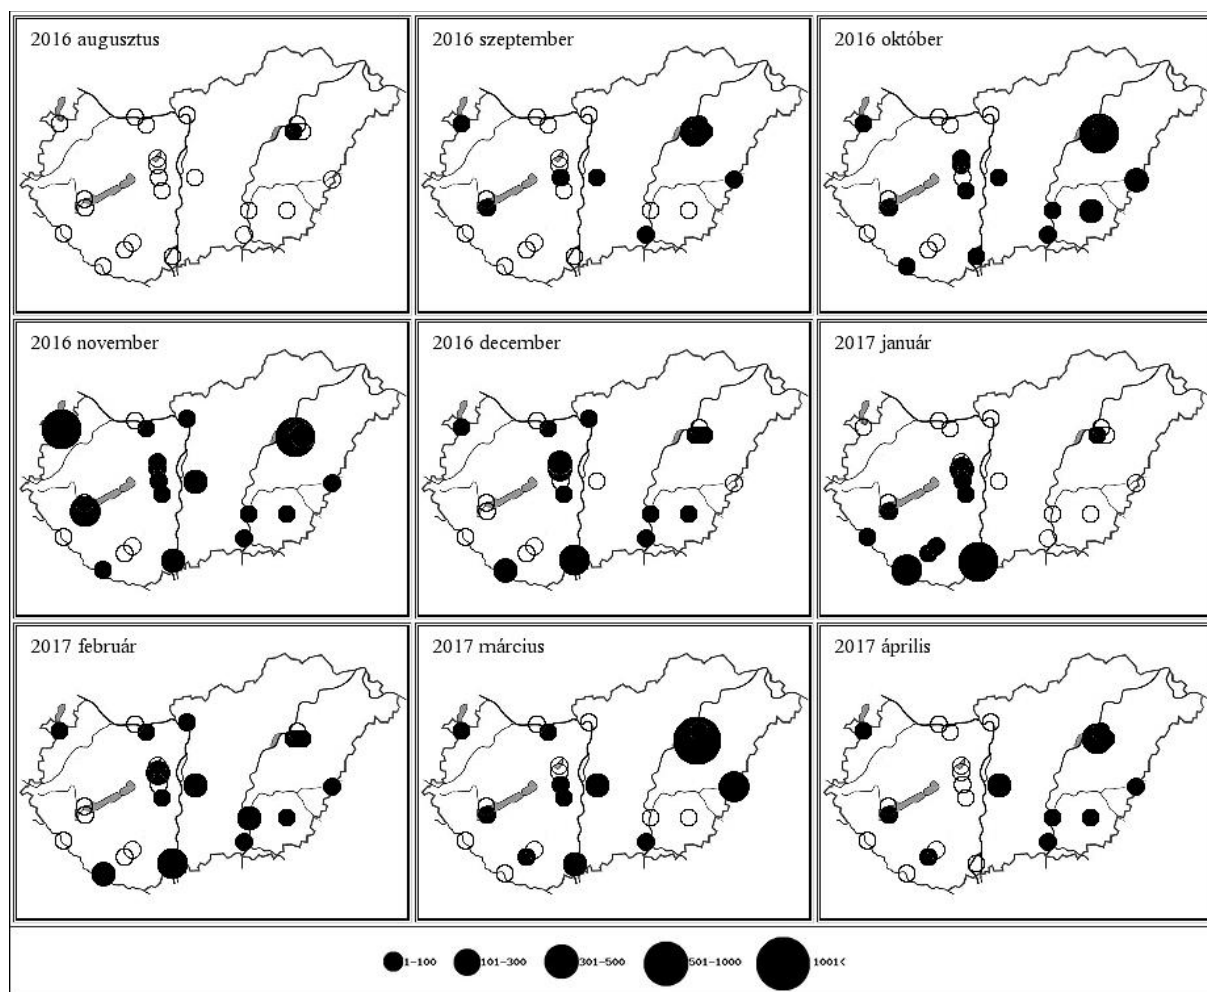 2016 augusztus
2016 szeptember
2016 október
2016 november
2016 december
2017 január
2017 február
2017 március
2017 április
1-100
101-300
301-500
501-1000
1001<